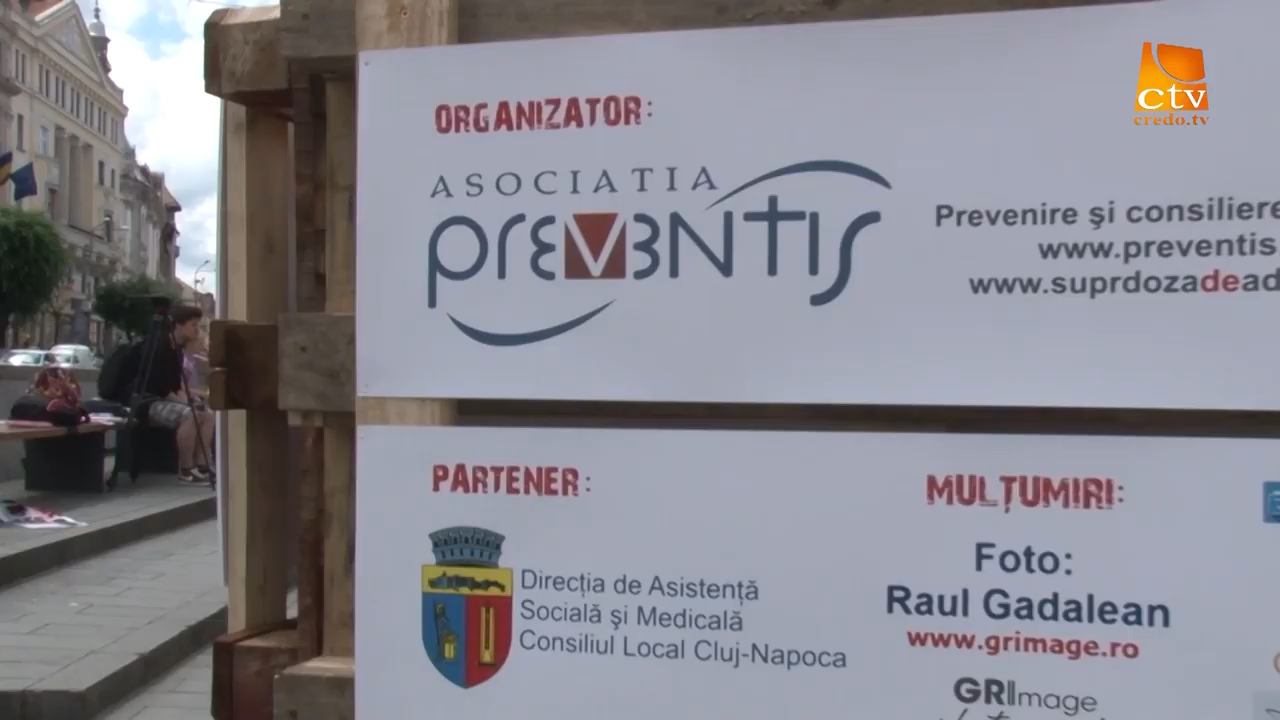 ctv
credo.tv
ORGANIZATOR:
ASOCIATIA
PREVENTIS
Prevenire şi consiliere
www.preventis
www.suprdozadead
PARTENER:
Direcția de Asistență
Socială şi Medicală
Consiliul Local Cluj-Napoca
MULȚUMIRI:
Foto:
Raul Gadalean
www.grimage.ro
GRImage